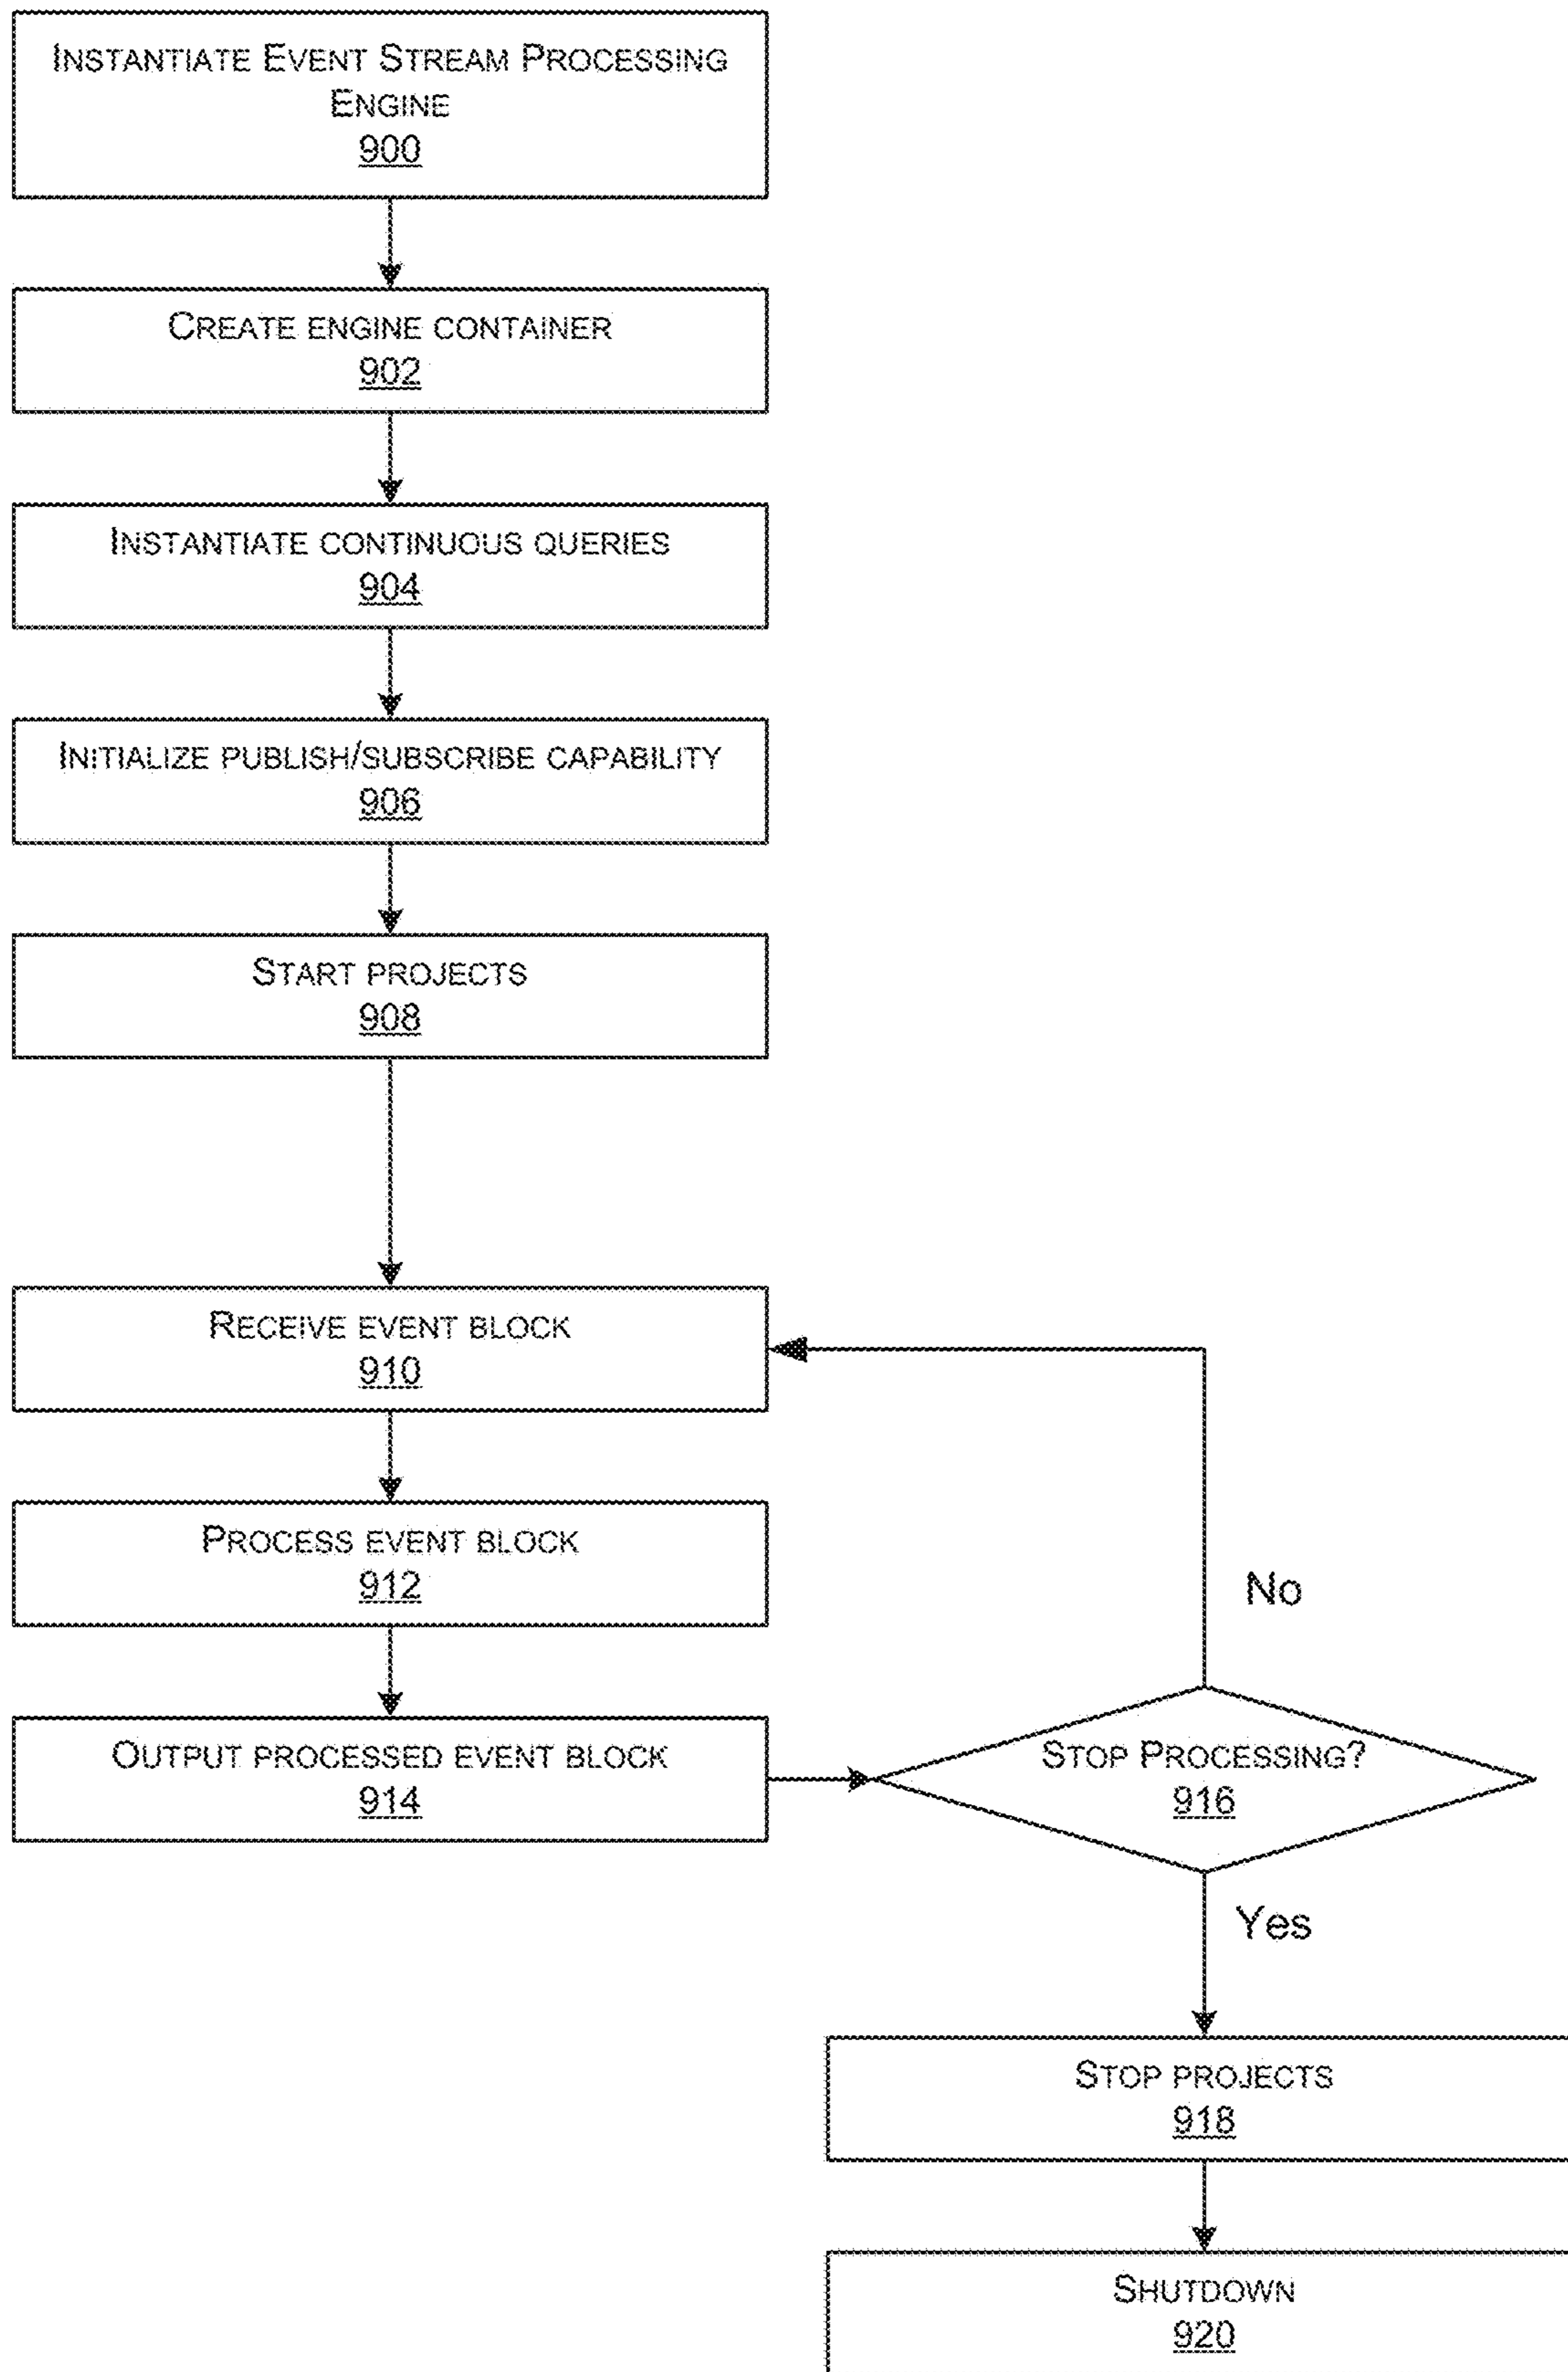 INSTANTIATE EVENT STREAM PROCESSING
ENGINE
900
CREATE ENGINE CONTAINER
902
INSTANTIATE CONTINUOUS QUERIES
904
INITIALIZE PUBLISH/SUBSCRIBE CAPABILITY
906
START PROJECTS
908
RECEIVE EVENT BLOCK
910
PROCESS EVENT BLOCK
912
No
OUTPUT PROCESSED EVENT BLOCK
914
STOP PROCESSING?
916
Yes
STOP PROJECTS
918
SHUTDOWN
920